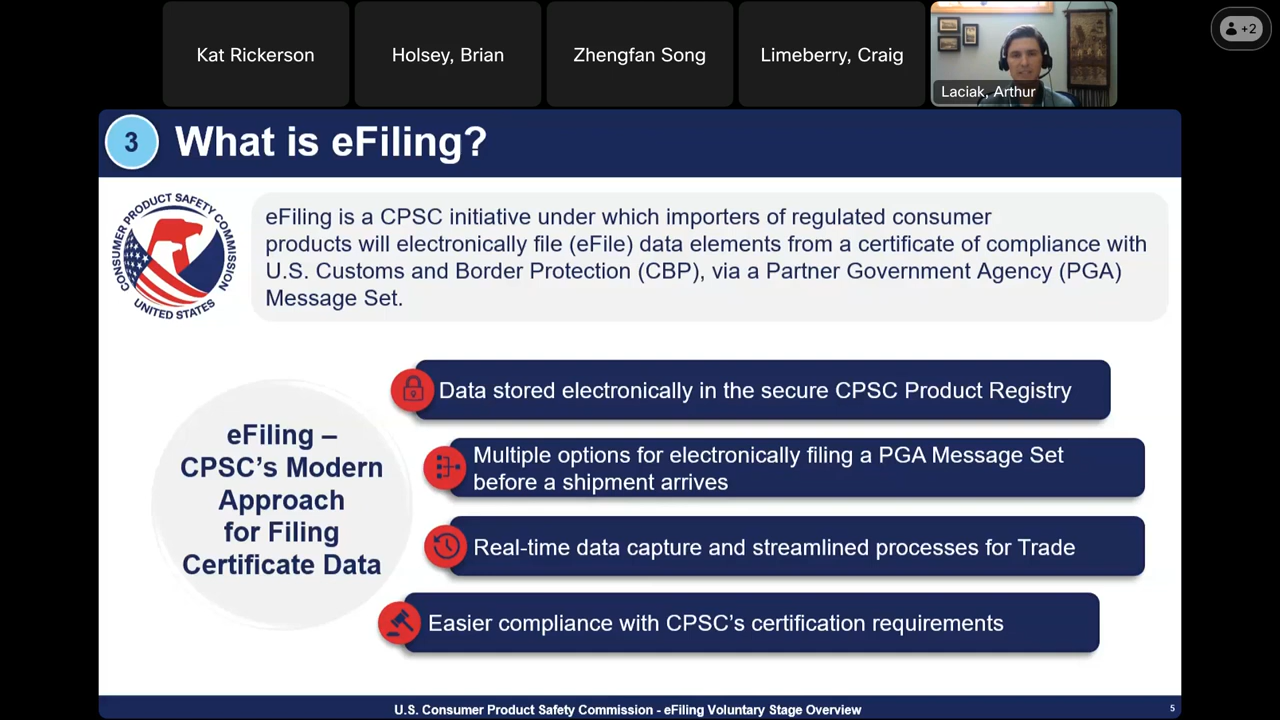 Kat Rickerson
Holsey, Brian
Zhengfan Song
Limeberry, Craig
Laciak, Arthur
+2
3
What is eFiling?
CONSUMER PRODUCT SAFETY COMMISSION
UNITED STATES
eFiling is a CPSC initiative under which importers of regulated consumer
products will electronically file (eFile) data elements from a certificate of compliance with
U.S. Customs and Border Protection (CBP), via a Partner Government Agency (PGA)
Message Set.
eFiling –
CPSC's Modern
Approach
for Filing
Certificate Data
Data stored electronically in the secure CPSC Product Registry
Multiple options for electronically filing a PGA Message Set
before a shipment arrives
Real-time data capture and streamlined processes for Trade
Easier compliance with CPSC's certification requirements
U.S. Consumer Product Safety Commission - eFiling Voluntary Stage Overview
5